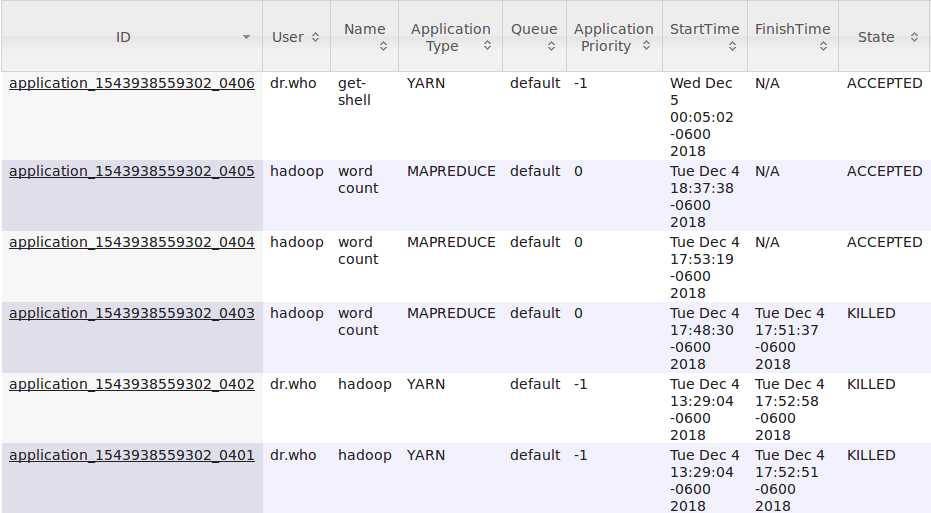 ID User Name Application Type Queue Application Priority StartTime FinishTime State
application_1543938559302_0406 dr.who get-shell YARN default -1 Wed Dec 5 00:05:02 -0600 2018 N/A ACCEPTED
application_1543938559302_0405 hadoop word count MAPREDUCE default 0 Tue Dec 4 18:37:38 -0600 2018 N/A ACCEPTED
application_1543938559302_0404 hadoop word count MAPREDUCE default 0 Tue Dec 4 17:53:19 -0600 2018 N/A ACCEPTED
application_1543938559302_0403 hadoop word count MAPREDUCE default 0 Tue Dec 4 17:48:30 -0600 2018 Tue Dec 4 17:51:37 -0600 2018 KILLED
application_1543938559302_0402 dr.who hadoop YARN default -1 Tue Dec 4 13:29:04 -0600 2018 Tue Dec 4 17:52:58 -0600 2018 KILLED
application_1543938559302_0401 dr.who hadoop YARN default -1 Tue Dec 4 13:29:04 -0600 2018 Tue Dec 4 17:52:51 -0600 2018 KILLED